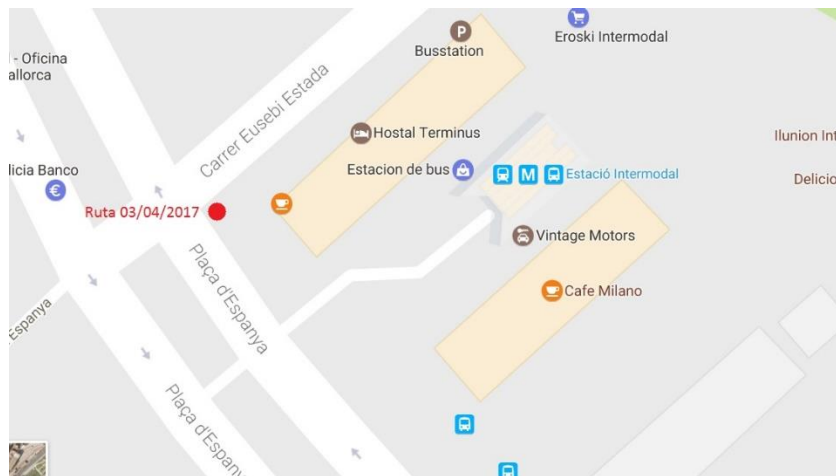 Eroski Intermodal
Busstation
- Oficina
allorca
Carrer Eusebi Estada
Hostal Terminus
Ilunion Int
Estacion de bus
M
Estació Intermodal
licia Banco
Delicio
€
Ruta 03/04/2017
P
Vintage Motors
Plaça d'Espanya
Cafe Milano
Espanya
Plaça d'Espanya